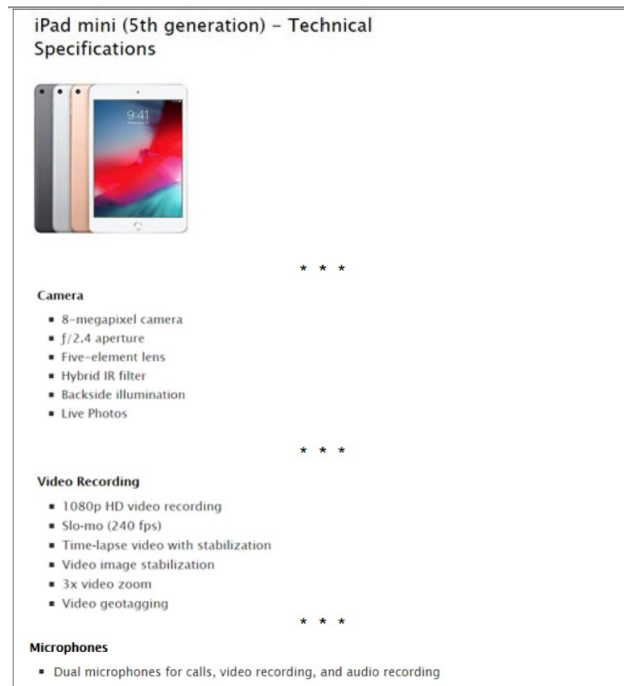 iPad mini (5th generation) – Technical
Specifications
9:41
* * *
Camera
▪ 8-megapixel camera
▪ ƒ/2.4 aperture
▪ Five-element lens
▪ Hybrid IR filter
▪ Backside illumination
▪ Live Photos
* * *
Video Recording
▪ 1080p HD video recording
▪ Slo-mo (240 fps)
▪ Time-lapse video with stabilization
▪ Video image stabilization
▪ 3x video zoom
▪ Video geotagging
* * *
Microphones
▪ Dual microphones for calls, video recording, and audio recording